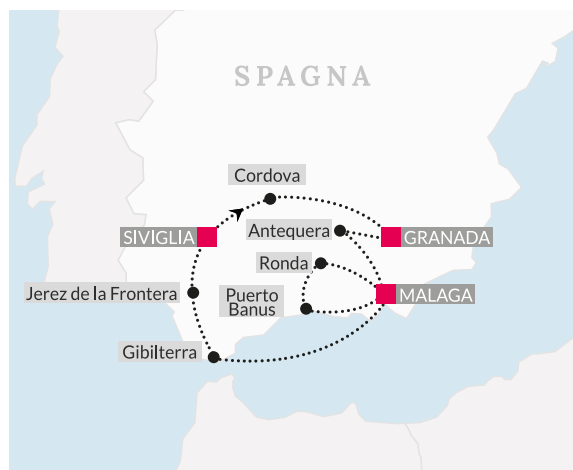 SPAGNA
Cordova
SIVIGLIA
Antequera
GRANADA
Ronda
Jerez de la Frontera
Puerto
Banus
MALAGA
Gibilterra